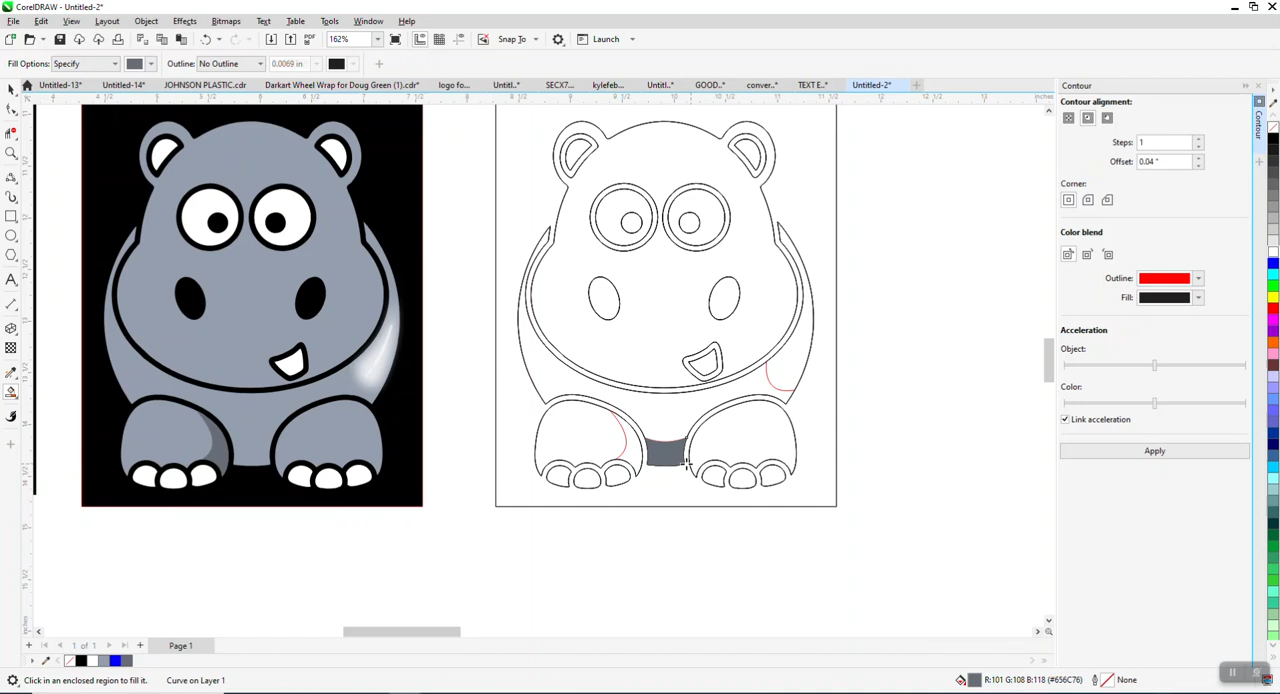 CorelDRAW - Untitled-2*
File Edit View Layout Object Effects Bitmaps Text Table Tools Window Help
PDF 162% Snap To Launch
Fill Options: Specify Outline: No Outline 0.0069 in
Untitled-13* Untitled-14* JOHNSON PLASTIC.cdr Darkart Wheel Wrap for Doug Green (1).cdr* logo fo... Untitl..* SECX7... kylefeb... Untitl..* GOOD..* conver..* TEXT E..* Untitled-2*
Contour
Contour alignment:
Steps: 1
Offset: 0.04 "
Corner:
Color blend
Outline:
Fill:
Acceleration
Object:
Color:
Link acceleration
Apply
Contour
inches
inches
1 of 1 Page 1
Click in an enclosed region to fill it. Curve on Layer 1 R:101 G:108 B:118 (#656C76) None